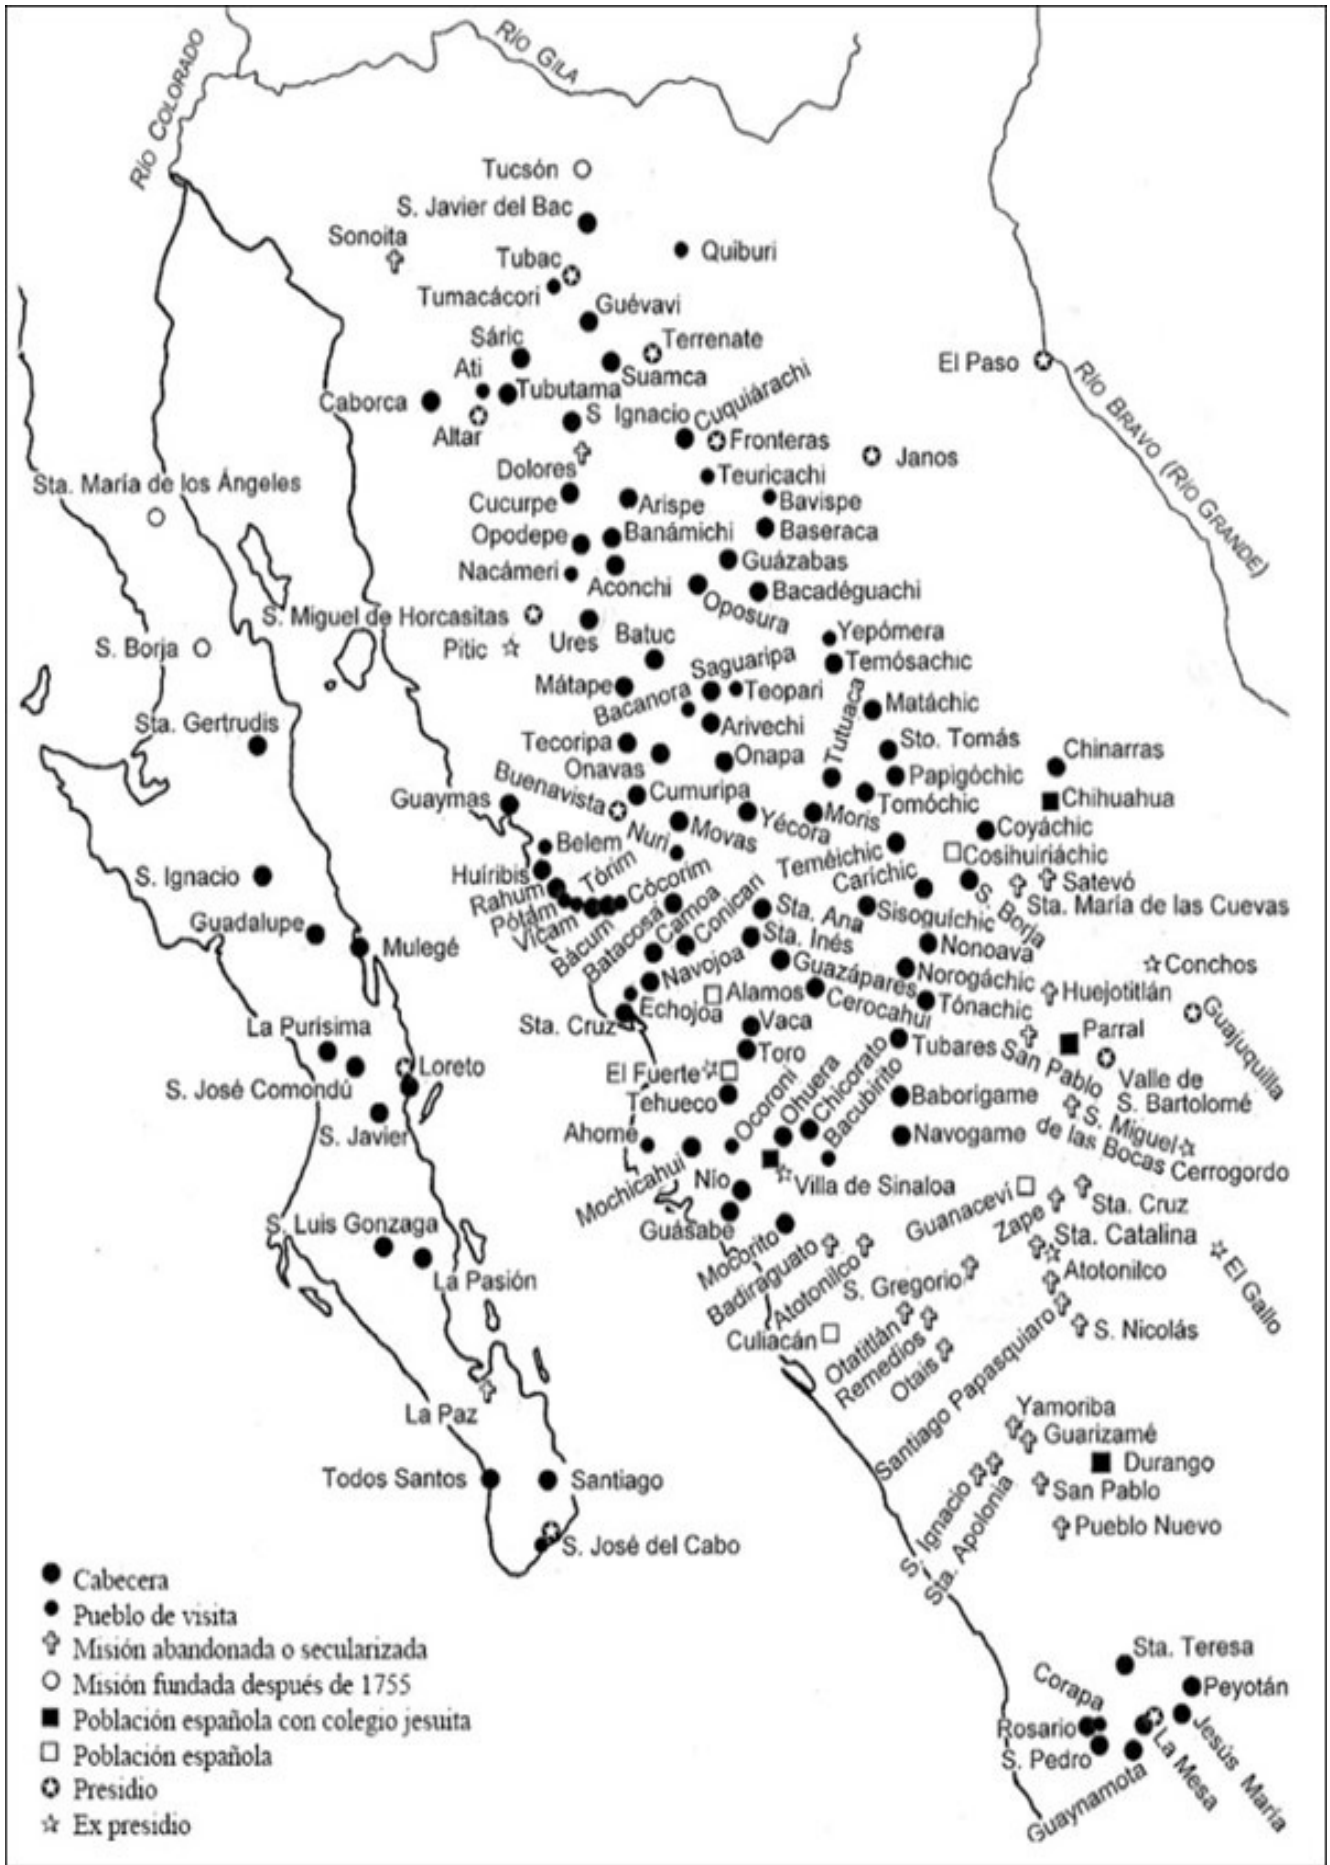 RÍO COLORADO
RÍO GILA
Tucsón
S. Javier del Bac
Sonoita
Quiburi
Tubac
Tumacácori
Guévavi
Sáric
Terrenate
El Paso
Ati
Suamca
Tubutama
Caborca
RÍO BRAVO (RÍO GRANDE)
S Ignacio
Cuquiárachi
Altar
Fronteras
Janos
Dolores
Teuricachi
Sta. María de los Ángeles
Cucurpe
Arispe
Bavispe
Opodepe
Banámichi
Baseraca
Nacámeri
Guázabas
Aconchi
Bacadéguachi
Oposura
S. Miguel de Horcasitas
Ures
Batuc
Yepómera
S. Borja
Pitic
Saguaripa
Temósachic
Mátape
Bacanora
Teopari
Tutuaca
Matáchic
Sta. Gertrudis
Arivechi
Tecoripa
Sto. Tomás
Chinarras
Onavas
Onapa
Buenavista
Papigóchic
Guaymas
Cumuripa
Tomóchic
Chihuahua
Nuri
Movas
Yécora
Moris
Coyáchic
Belem
Teméichic
Cosihuiriáchic
Huíribis
Tórim
Cócorim
Carichic
Satevó
S. Ignacio
Rahum
S. Borja
Sta. María de las Cuevas
Pótam
Camoa
Conicari
Sta. Ana
Sisoguíchic
Vícam
Guadalupe
Mulegé
Bácum
Batacosá
Sta. Inés
Nonoava
Navojoa
Guazápares
Norogáchic
Conchos
Echojoa
Alamos
Cerocahui
Tónachic
Huejotitlán
Sta. Cruz
Vaca
Guajuquilla
La Purísima
Toro
Tubares
San Pablo
Parral
Loreto
El Fuerte
Ocoroni
Ohuera
Chicorato
Bacubirito
Valle de
S. Bartolomé
S. José Comondú
Tehueco
Baborigame
S. Miguel
de las Bocas
S. Javier
Ahome
Navogame
Cerrogordo
Mochicahui
Nío
Villa de Sinaloa
Guanaceví
Zape
Sta. Cruz
S. Luis Gonzaga
Guásabe
Sta. Catalina
La Pasión
Mocorito
Badiraguato
Atotonilco
S. Gregorio
Atotonilco
El Gallo
Culiacán
Otatitlán
Remedios
Otais
Santiago Papasquiaro
S. Nicolás
La Paz
Yamoriba
Guarizamé
Todos Santos
Santiago
Durango
San Pablo
S. Ignacio
Sta. Apolonia
Pueblo Nuevo
S. José del Cabo
Cabecera
Pueblo de visita
Misión abandonada o secularizada
Misión fundada después de 1755
Población española con colegio jesuita
Población española
Presidio
Ex presidio
Sta. Teresa
Corapa
Peyotán
Rosario
Jesús María
S. Pedro
La Mesa
Guaynamota